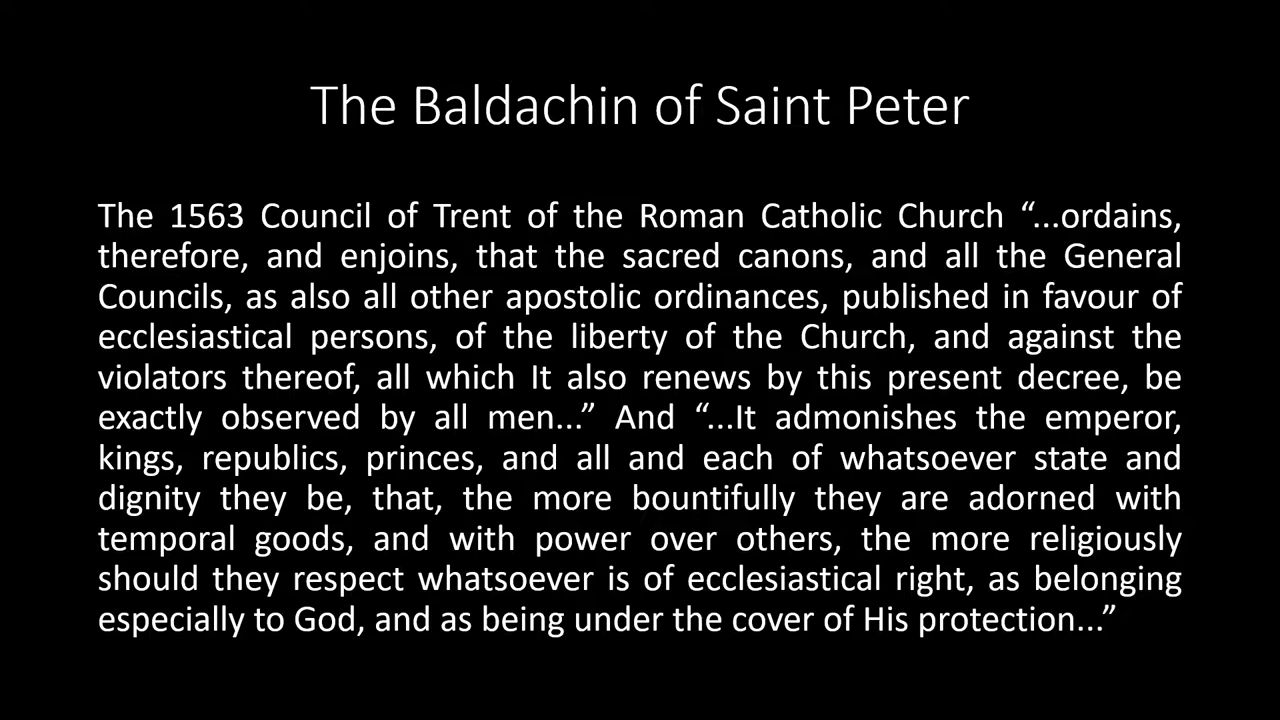 The Baldachin of Saint Peter
The 1563 Council of Trent of the Roman Catholic Church “...ordains,
therefore, and enjoins, that the sacred canons, and all the General
Councils, as also all other apostolic ordinances, published in favour of
ecclesiastical persons, of the liberty of the Church, and against the
violators thereof, all which It also renews by this present decree, be
exactly observed by all men...” And “...It admonishes the emperor,
kings, republics, princes, and all and each of whatsoever state and
dignity they be, that, the more bountifully they are adorned with
temporal goods, and with power over others, the more religiously
should they respect whatsoever is of ecclesiastical right, as belonging
especially to God, and as being under the cover of His protection...”